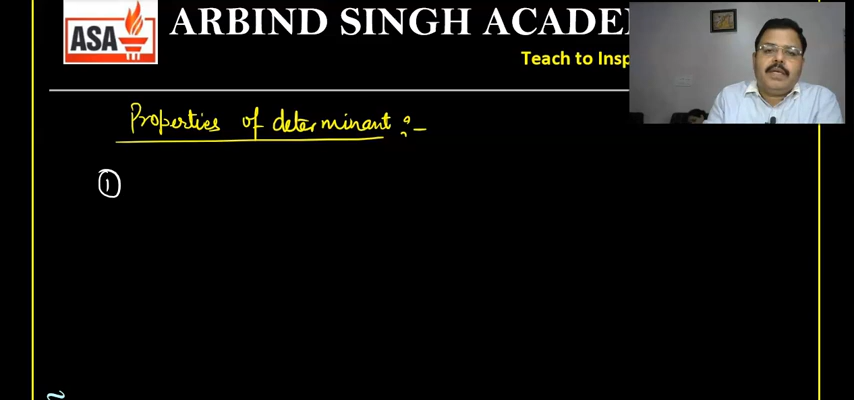 ASA
ARBIND SINGH ACADE
Teach to Insp
Properties of determinant :-
①